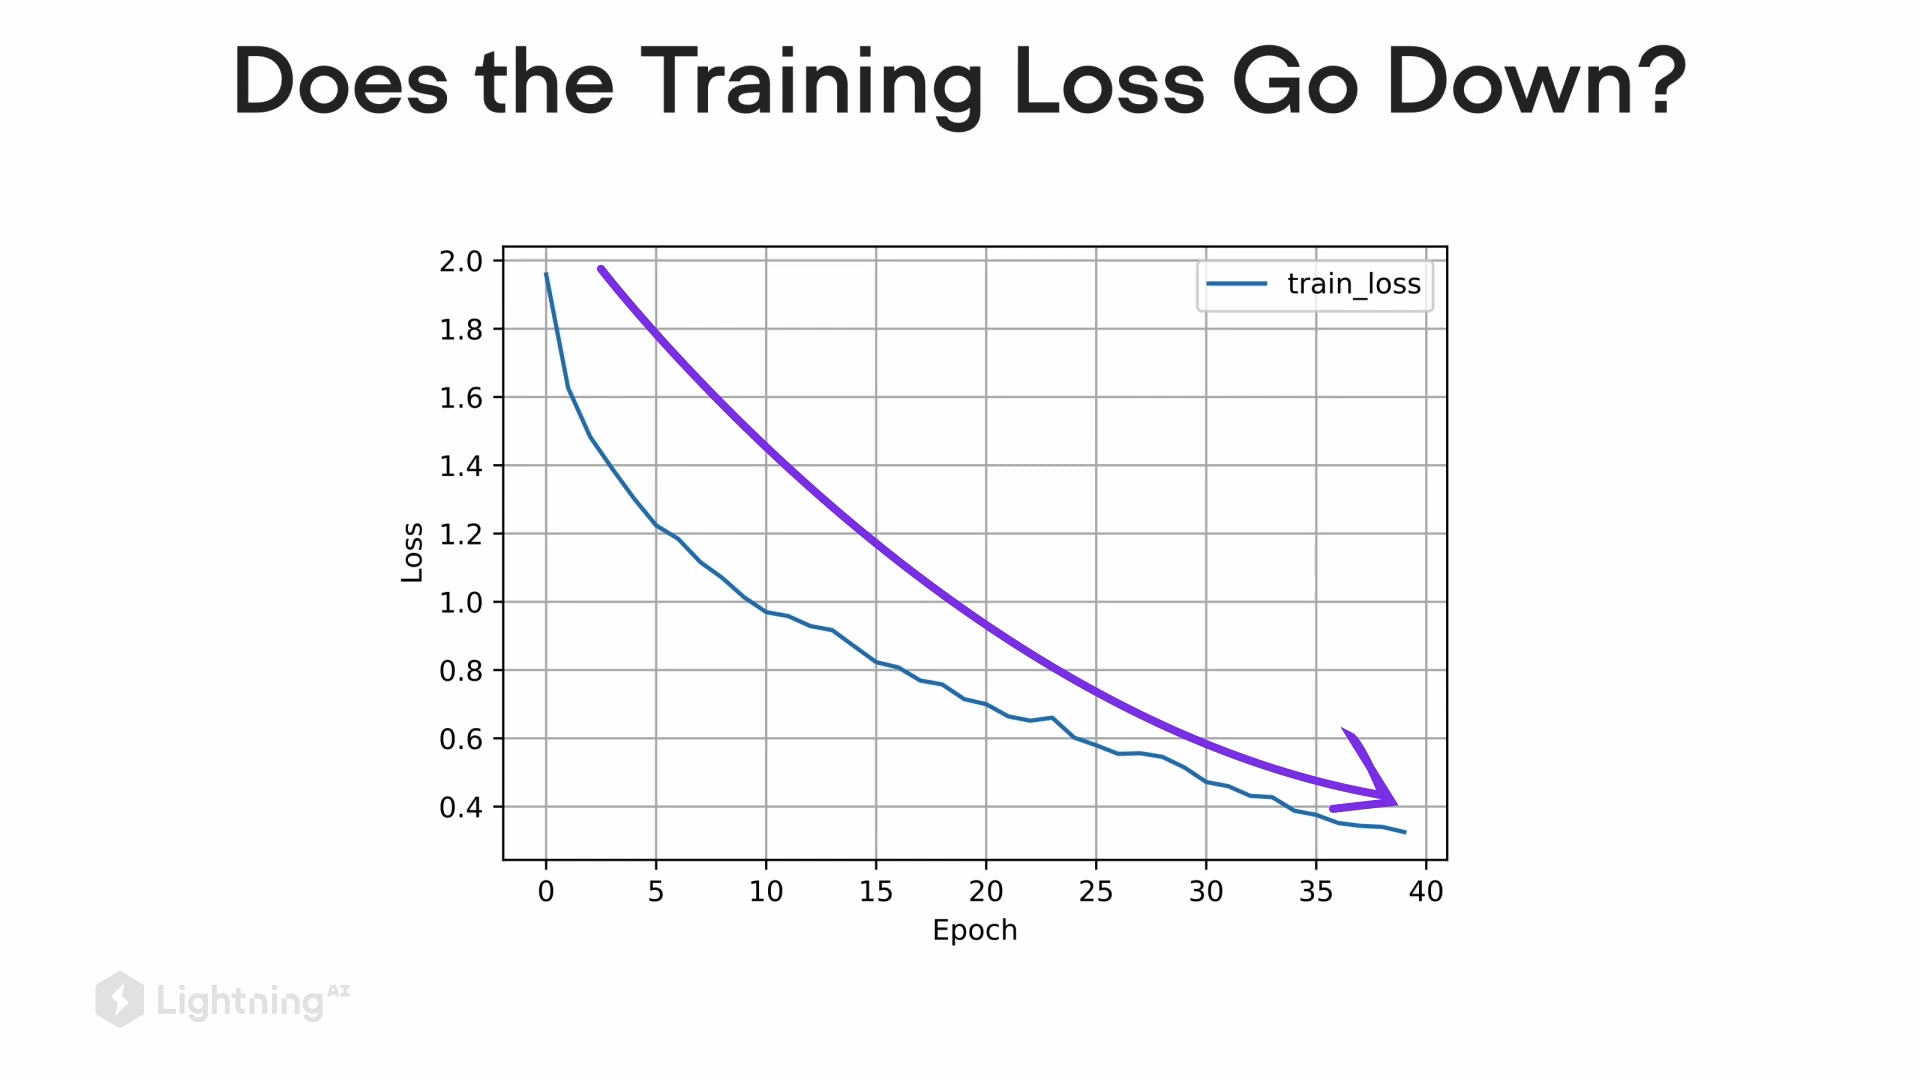 Does the Training Loss Go Down?
2.0
1.8
1.6
1.4
1.2
1.0
0.8
0.6
0.4
Loss
train_loss
0 5 10 15 20 25 30 35 40
Epoch
Lightning AI